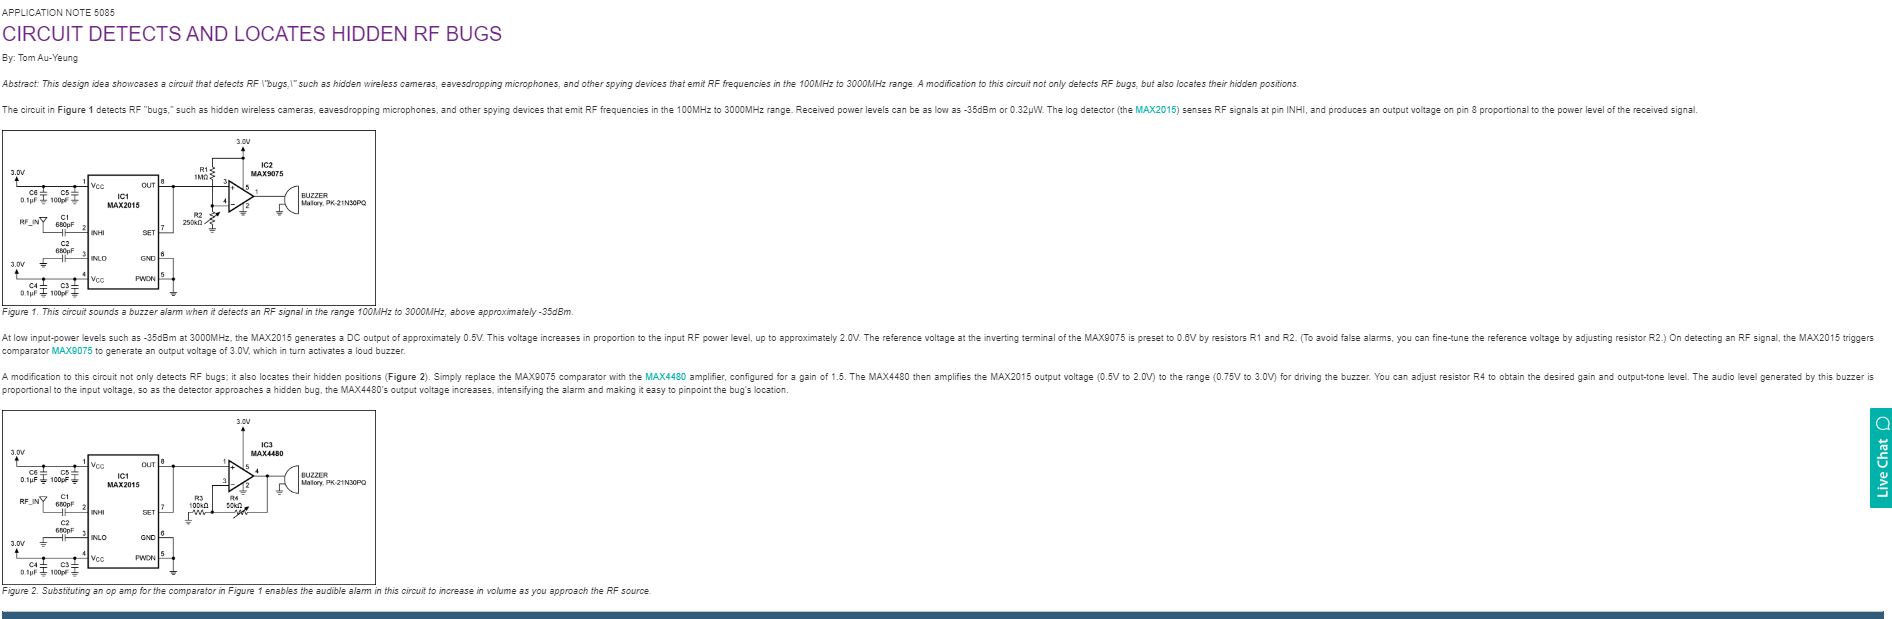 APPLICATION NOTE 5085
CIRCUIT DETECTS AND LOCATES HIDDEN RF BUGS
By: Tom Au-Yeung
Abstract: This design idea showcases a circuit that detects RF \"bugs,\" such as hidden wireless cameras, eavesdropping microphones, and other spying devices that emit RF frequencies in the 100MHz to 3000MHz range. A modification to this circuit not only detects RF bugs, but also locates their hidden positions.
The circuit in Figure 1 detects RF "bugs," such as hidden wireless cameras, eavesdropping microphones, and other spying devices that emit RF frequencies in the 100MHz to 3000MHz range. Received power levels can be as low as -35dBm or 0.32µW. The log detector (the MAX2015) senses RF signals at pin INHI, and produces an output voltage on pin 8 proportional to the power level of the received signal.
3.0V
IC2
MAX9075
R1
1MΩ
3
+
5
1
4
-
2
R2
250kΩ
BUZZER
Mallory, PK-21N30PQ
3.0V
C6
0.1µF
C5
100pF
1
VCC
OUT
8
IC1
MAX2015
RF_IN
C1
680pF
2
INHI
SET
7
C2
680pF
3
INLO
GND
6
3.0V
4
VCC
PWDN
5
C4
0.1µF
C3
100pF
Figure 1. This circuit sounds a buzzer alarm when it detects an RF signal in the range 100MHz to 3000MHz, above approximately -35dBm.
At low input-power levels such as -35dBm at 3000MHz, the MAX2015 generates a DC output of approximately 0.5V. This voltage increases in proportion to the input RF power level, up to approximately 2.0V. The reference voltage at the inverting terminal of the MAX9075 is preset to 0.6V by resistors R1 and R2. (To avoid false alarms, you can fine-tune the reference voltage by adjusting resistor R2.) On detecting an RF signal, the MAX2015 triggers
comparator MAX9075 to generate an output voltage of 3.0V, which in turn activates a loud buzzer.
A modification to this circuit not only detects RF bugs; it also locates their hidden positions (Figure 2). Simply replace the MAX9075 comparator with the MAX4480 amplifier, configured for a gain of 1.5. The MAX4480 then amplifies the MAX2015 output voltage (0.5V to 2.0V) to the range (0.75V to 3.0V) for driving the buzzer. You can adjust resistor R4 to obtain the desired gain and output-tone level. The audio level generated by this buzzer is
proportional to the input voltage, so as the detector approaches a hidden bug, the MAX4480's output voltage increases, intensifying the alarm and making it easy to pinpoint the bug's location.
3.0V
IC3
MAX4480
1
+
5
4
3
-
2
R3
100kΩ
R4
50kΩ
BUZZER
Mallory, PK-21N30PQ
3.0V
C6
0.1µF
C5
100pF
1
VCC
OUT
8
IC1
MAX2015
RF_IN
C1
680pF
2
INHI
SET
7
C2
680pF
3
INLO
GND
6
3.0V
4
VCC
PWDN
5
C4
0.1µF
C3
100pF
Figure 2. Substituting an op amp for the comparator in Figure 1 enables the audible alarm in this circuit to increase in volume as you approach the RF source.
Live Chat